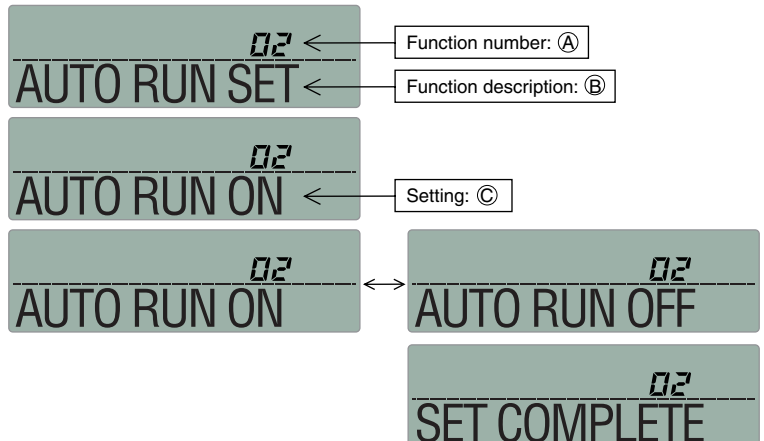 02
Function number: Ⓐ
AUTO RUN SET
Function description: Ⓑ
02
AUTO RUN ON
Setting: Ⓒ
02
AUTO RUN ON
02
AUTO RUN OFF
02
SET COMPLETE